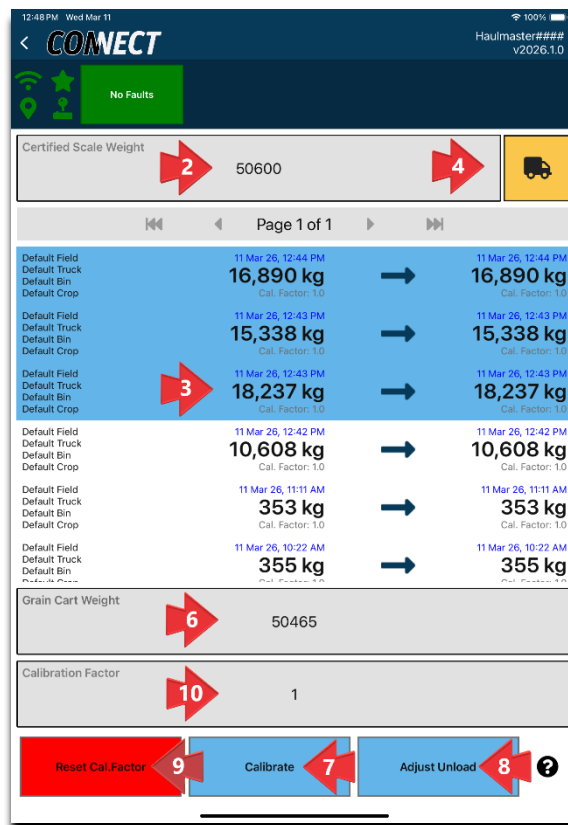 12:48 PM Wed Mar 11
100%
CONNECT
Haulmaster####
v2026.1.0
No Faults
Certified Scale Weight
2
50600
4
Page 1 of 1
Default Field
Default Truck
Default Bin
Default Crop
11 Mar 26, 12:44 PM
16,890 kg
Cal. Factor: 1.0
11 Mar 26, 12:44 PM
16,890 kg
Cal. Factor: 1.0
Default Field
Default Truck
Default Bin
Default Crop
11 Mar 26, 12:43 PM
15,338 kg
Cal. Factor: 1.0
11 Mar 26, 12:43 PM
15,338 kg
Cal. Factor: 1.0
Default Field
Default Truck
Default Bin
Default Crop
3
11 Mar 26, 12:43 PM
18,237 kg
Cal. Factor: 1.0
11 Mar 26, 12:43 PM
18,237 kg
Cal. Factor: 1.0
Default Field
Default Truck
Default Bin
Default Crop
11 Mar 26, 12:42 PM
10,608 kg
Cal. Factor: 1.0
11 Mar 26, 12:42 PM
10,608 kg
Cal. Factor: 1.0
Default Field
Default Truck
Default Bin
Default Crop
11 Mar 26, 11:11 AM
353 kg
Cal. Factor: 1.0
11 Mar 26, 11:11 AM
353 kg
Cal. Factor: 1.0
Default Field
Default Truck
Default Bin
Default Crop
11 Mar 26, 10:22 AM
355 kg
Cal. Factor: 1.0
11 Mar 26, 10:22 AM
355 kg
Cal. Factor: 1.0
Grain Cart Weight
6
50465
Calibration Factor
10
1
Reset Cal.Factor
9
Calibrate
7
Adjust Unload
8
?